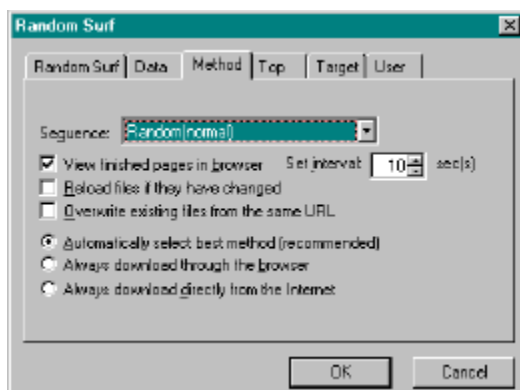 Random Surf
Random Surf Data Method Top Target User
Sequence: Random(normal)
View finished pages in browser Set interval: 10 sec(s)
Reload files if they have changed
Overwrite existing files from the same URL
Automatically select best method (recommended)
Always download through the browser
Always download directly from the Internet
OK Cancel